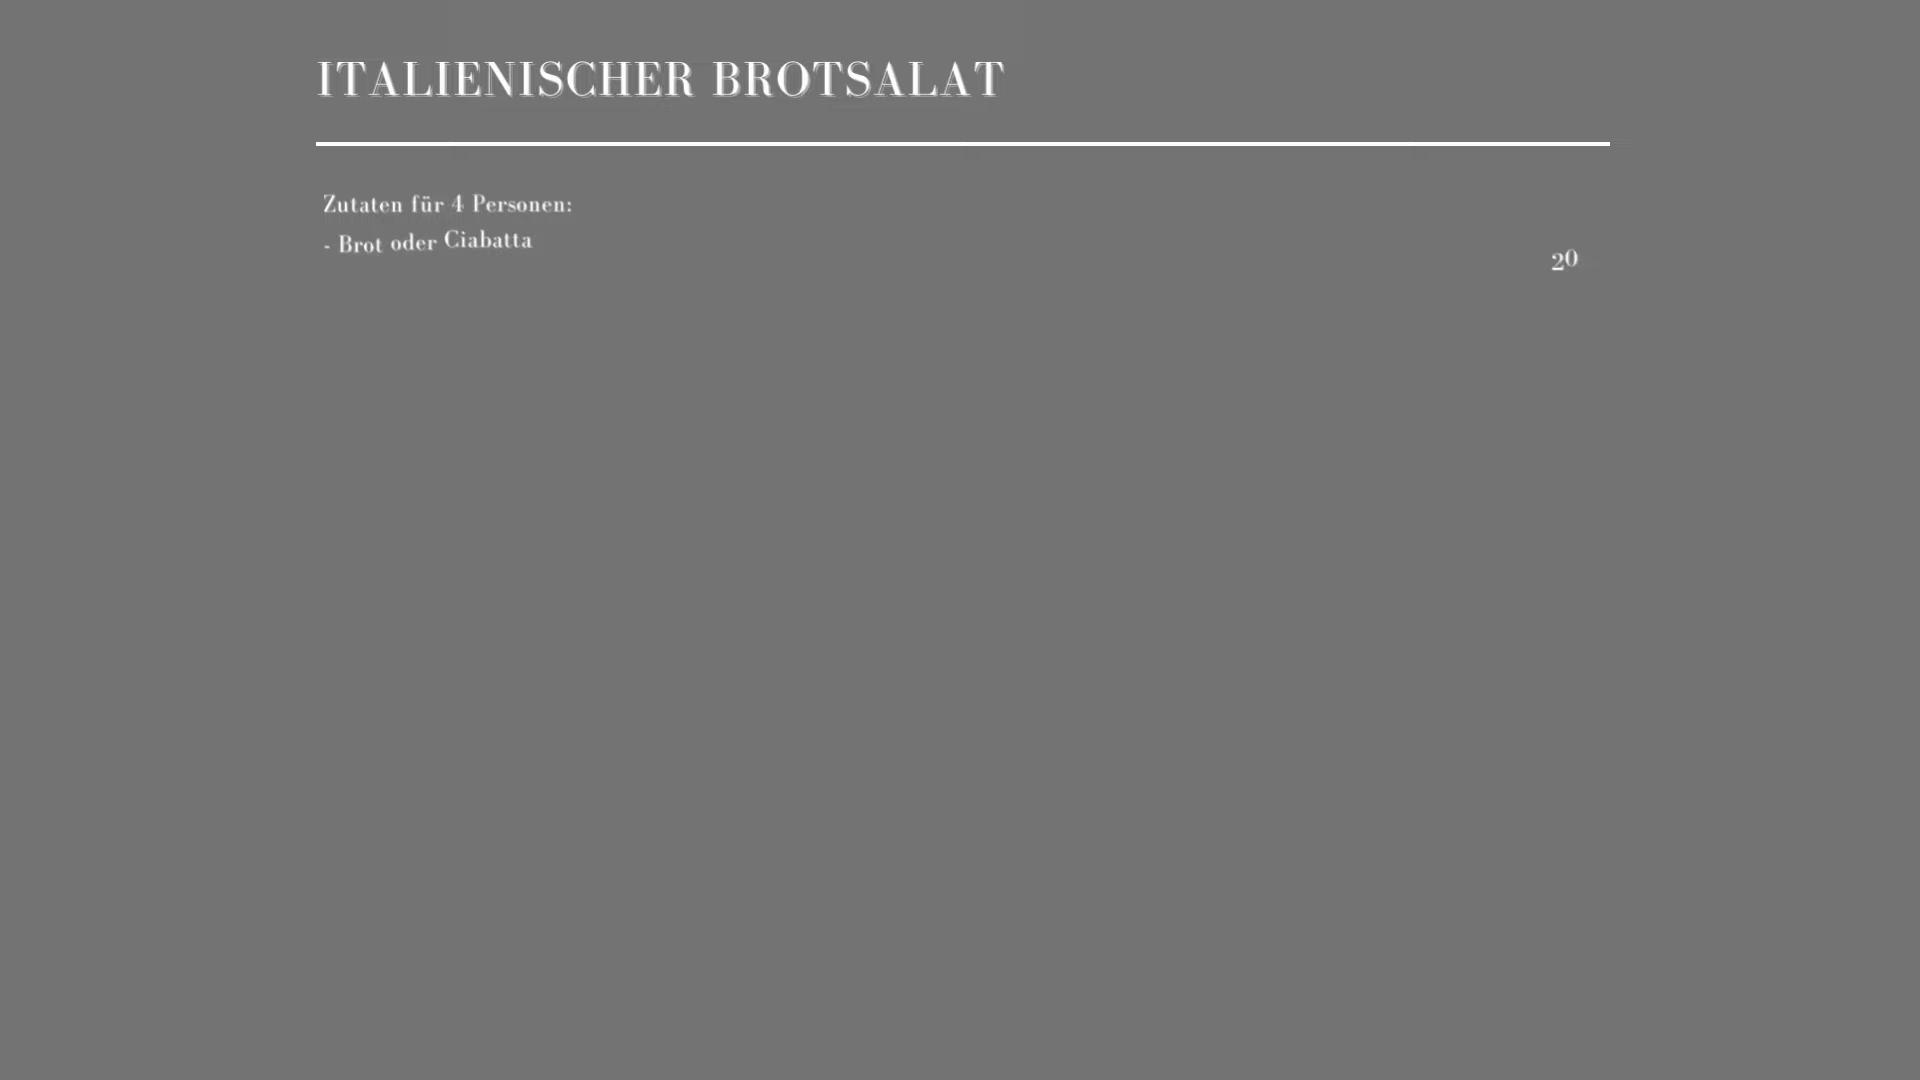 ITALIENISCHER BROTSALAT
Zutaten für 4 Personen:
- Brot oder Ciabatta
20